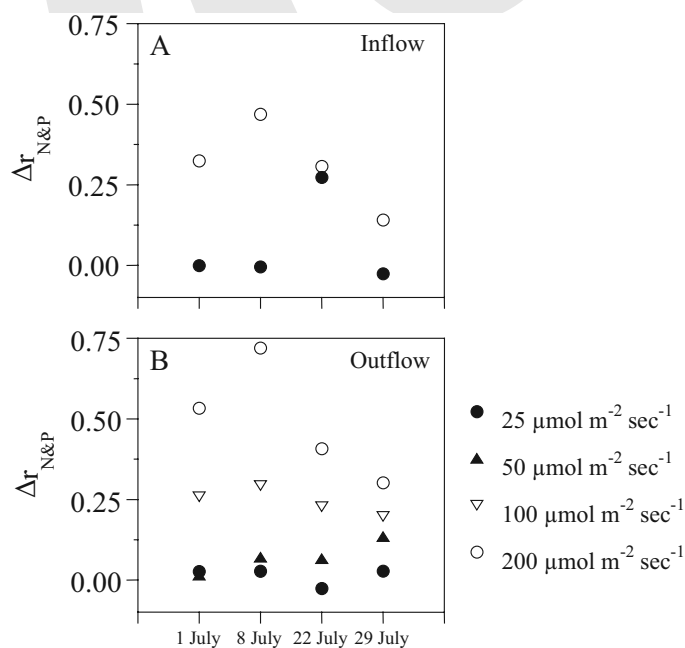 0.75
A
Inflow
0.50
Δr N&P
0.25
0.00
0.75
B
Outflow
0.50
Δr N&P
0.25
0.00
1 July 8 July 22 July 29 July
25 µmol m-2 sec-1
50 µmol m-2 sec-1
100 µmol m-2 sec-1
200 µmol m-2 sec-1